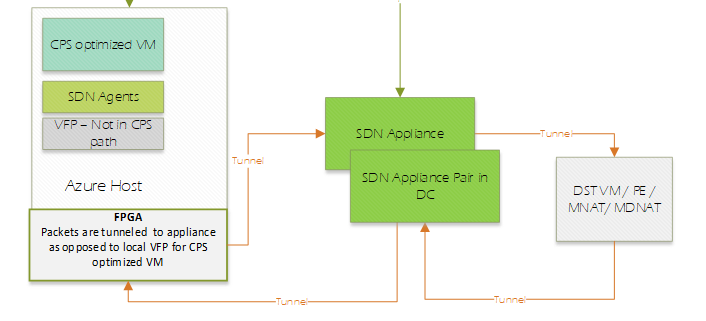 CPS optimized VM
SDN Agents
VFP – Not in CPS
path
Azure Host
FPGA
Packets are tunneled to appliance
as opposed to local VFP for CPS
optimized VM
Tunnel
SDN Appliance
SDN Appliance Pair in
DC
Tunnel
DST VM / PE /
MNAT/ MDNAT
Tunnel
Tunnel